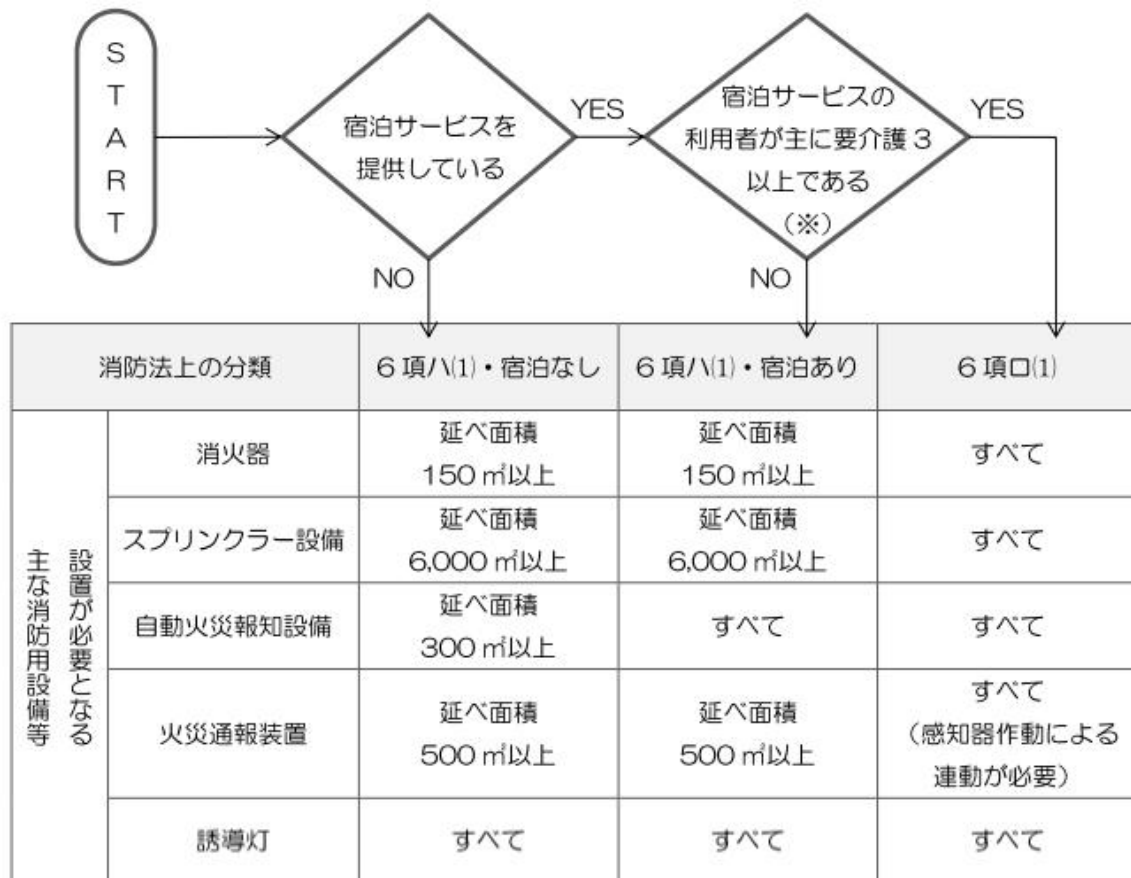 START
宿泊サービスを
提供している
YES
NO
宿泊サービスの
利用者が主に要介護3
以上である
（※）
YES
NO
消防法上の分類
6項ハ⑴・宿泊なし
6項ハ⑴・宿泊あり
6項ロ⑴
設置が必要となる
主な消防用設備等
消火器
延べ面積
150㎡以上
延べ面積
150㎡以上
すべて
スプリンクラー設備
延べ面積
6,000㎡以上
延べ面積
6,000㎡以上
すべて
自動火災報知設備
延べ面積
300㎡以上
すべて
すべて
火災通報装置
延べ面積
500㎡以上
延べ面積
500㎡以上
すべて
（感知器作動による
連動が必要）
誘導灯
すべて
すべて
すべて